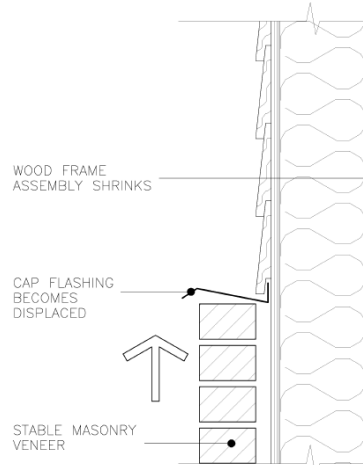 WOOD FRAME
ASSEMBLY SHRINKS
CAP FLASHING
BECOMES
DISPLACED
STABLE MASONRY
VENEER